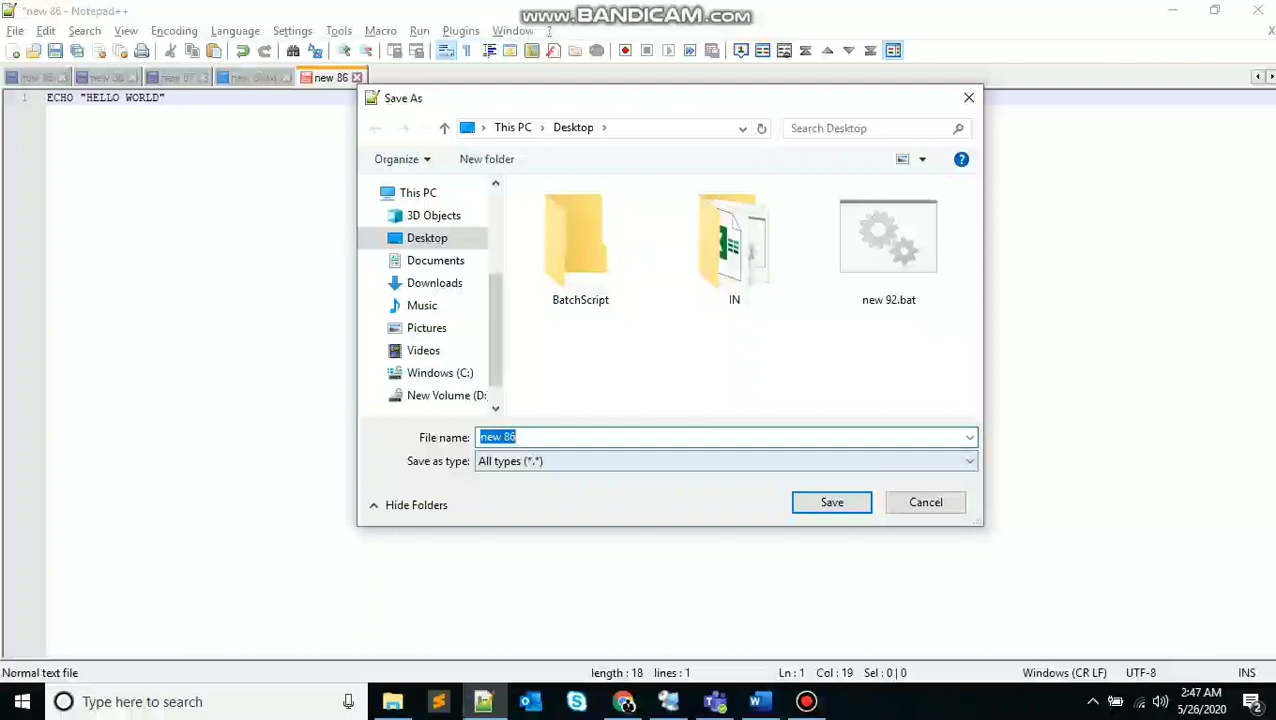 *new 86 - Notepad++
www.BANDICAM.com
File Edit Search View Encoding Language Settings Tools Macro Run Plugins Window ?
new 86
1 ECHO "HELLO WORLD"
Save As
This PC > Desktop >
Search Desktop
Organize
New folder
This PC
3D Objects
Desktop
Documents
Downloads
Music
Pictures
Videos
Windows (C:)
New Volume (D:
BatchScript
IN
new 92.bat
File name: new 86
Save as type: All types (*.*)
Hide Folders
Save
Cancel
Normal text file
length : 18 lines : 1
Ln : 1 Col : 19 Sel : 0 | 0
Windows (CR LF)
UTF-8
INS
Type here to search
2:47 AM
5/26/2020
2